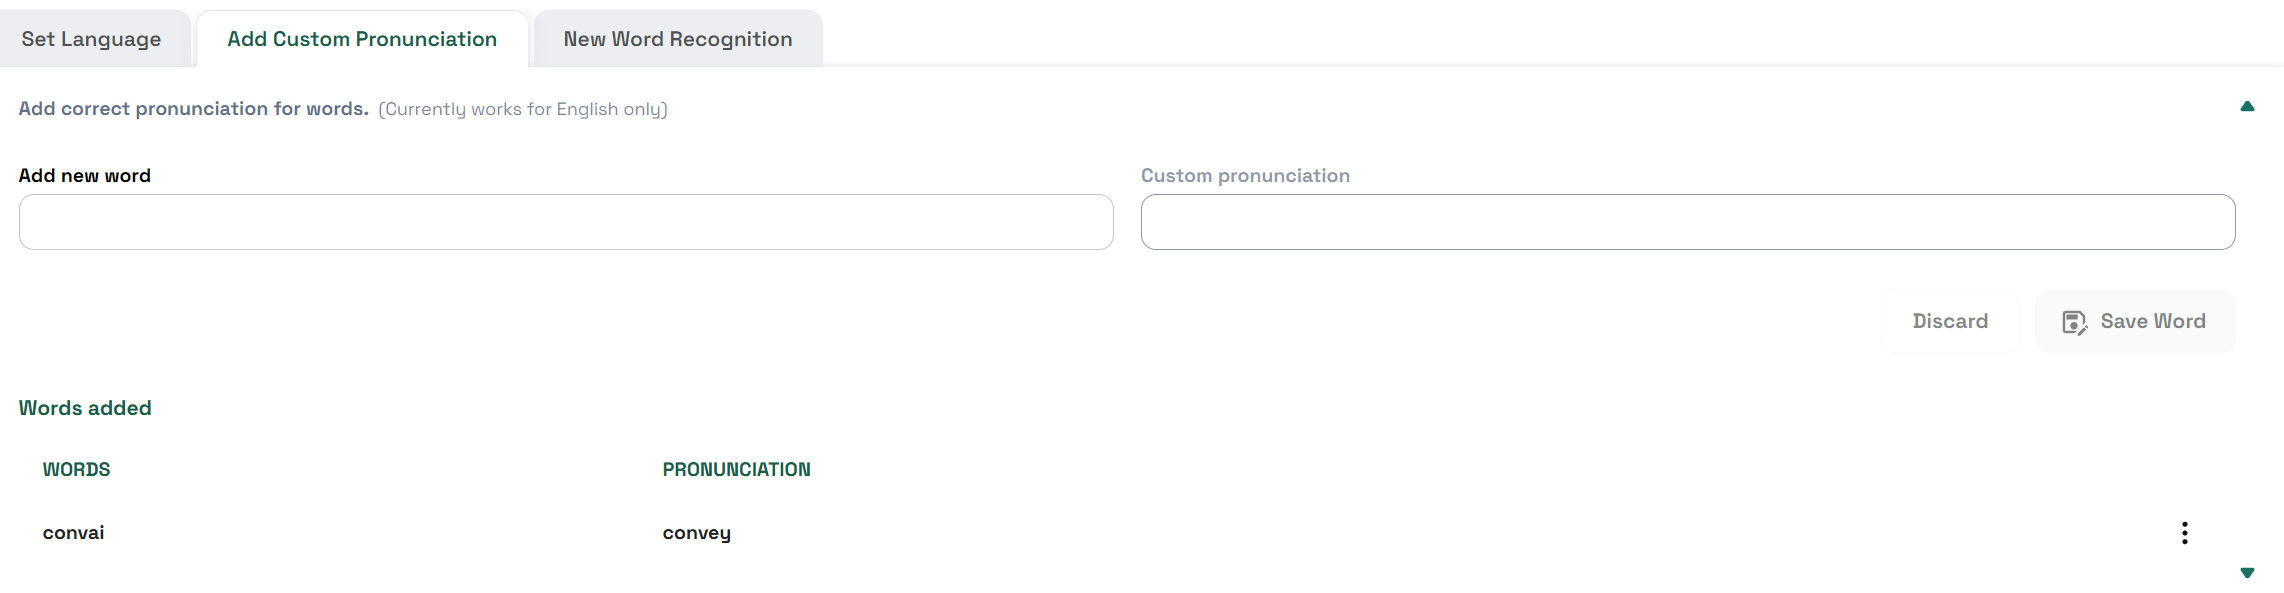 Set Language
Add Custom Pronunciation
New Word Recognition
Add correct pronunciation for words. (Currently works for English only)
Add new word
Custom pronunciation
Discard
Save Word
Words added
WORDS
PRONUNCIATION
convai
convey